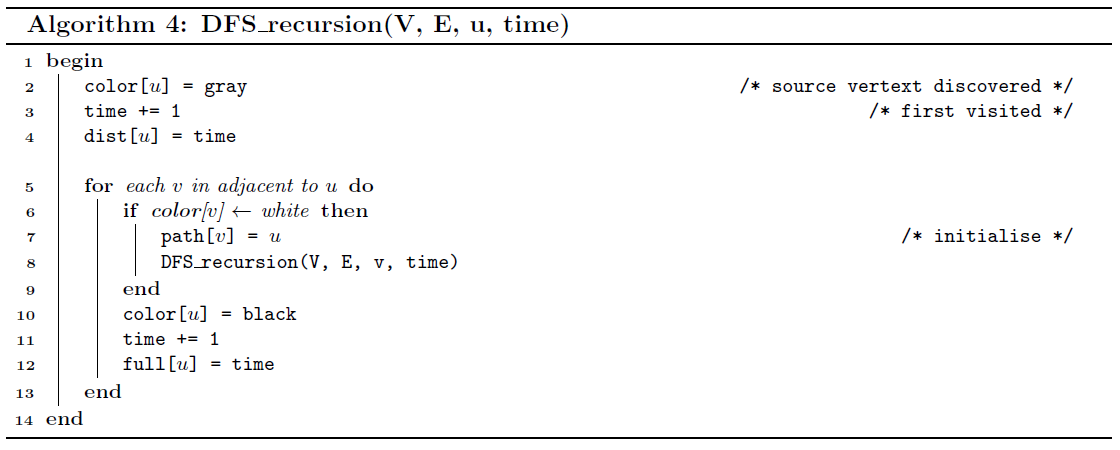 Algorithm 4: DFS_recursion(V, E, u, time)
1 begin
2 color[u] = gray /* source vertext discovered */
3 time += 1 /* first visited */
4 dist[u] = time
5 for each v in adjacent to u do
6 if color[v] ← white then
7 path[v] = u /* initialise */
8 DFS_recursion(V, E, v, time)
9 end
10 color[u] = black
11 time += 1
12 full[u] = time
13 end
14 end